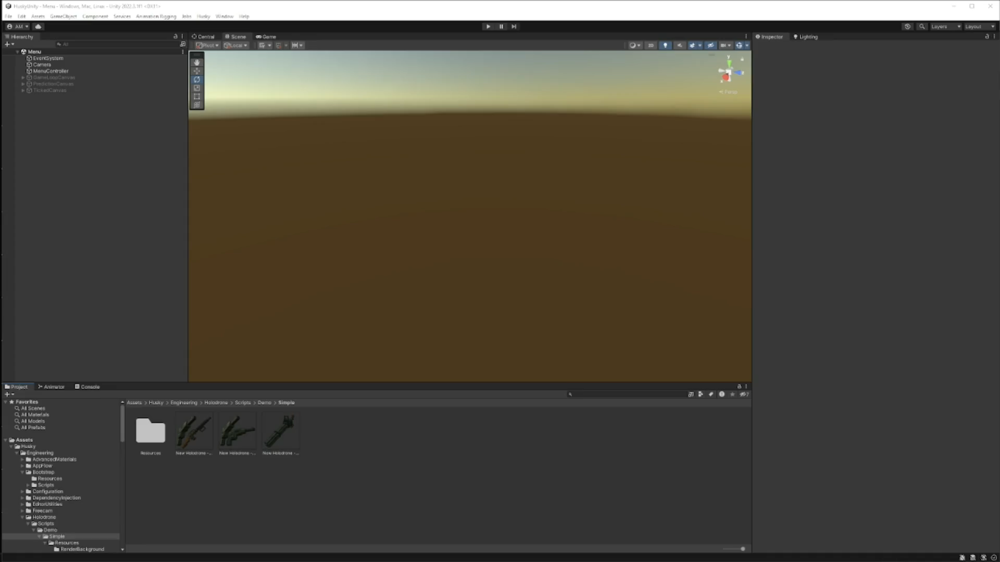 HuskyUnity - Menu - Windows, Mac, Linux - Unity 2022.3.1f1 <DX11>
File Edit Assets GameObject Component Services Animation Rigging Jobs Husky Window Help
AM Layers Layout
Hierarchy Central Scene Game Inspector Lighting
All Pivot Local 2D
Menu
EventSystem
Camera
MenuController
GameLoopCanvas
PredictionCanvas
TickedCanvas
y
z
x
Persp
Project Animator Console
7
Favorites
All Scenes
All Materials
All Models
All Prefabs
Assets
Husky
Engineering
AdvancedMaterials
AppFlow
Bootstrap
Resources
Scripts
Configuration
DependencyInjection
EditorUtilities
Freecam
Holodrone
Scripts
Demo
Simple
Resources
RenderBackground
Assets > Husky > Engineering > Holodrone > Scripts > Demo > Simple
Resources New Holodrone -... New Holodrone -... New Holodrone -...